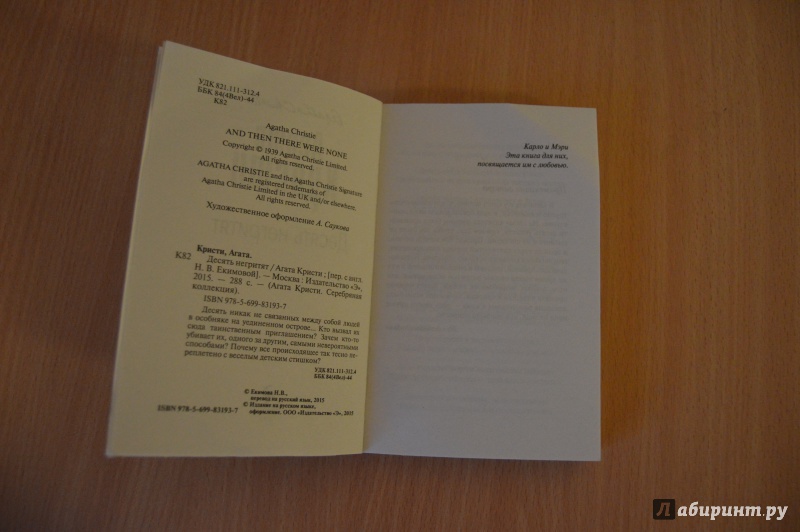 УДК 821.111-312.4
ББК 84(4Вел)-44
К82
Agatha Christie
AND THEN THERE WERE NONE
Copyright © 1939 Agatha Christie Limited.
All rights reserved.
AGATHA CHRISTIE and the Agatha Christie Signature
are registered trademarks of
Agatha Christie Limited in the UK and/or elsewhere.
All rights reserved.
Художественное оформление А. Саукова
Кристи, Агата.
К82 Десять негритят / Агата Кристи ; [пер. с англ.
Н. В. Екимовой]. — Москва : Издательство «Э»,
2015. — 288 с. — (Агата Кристи. Серебряная
коллекция).
ISBN 978-5-699-83193-7
Десять никак не связанных между собой людей
в особняке на уединенном острове... Кто вызвал их
сюда таинственным приглашением? Зачем кто-то
убивает их, одного за другим, самыми невероятными
способами? Почему все происходящее так тесно пе-
реплетено с веселым детским стишком?
УДК 821.111-312.4
ББК 84(4Вел)-44
© Екимова Н.В.,
перевод на русский язык, 2015
© Издание на русском языке,
оформление. ООО «Издательство «Э», 2015
ISBN 978-5-699-83193-7
Карло и Мэри
Эта книга для них,
посвящается им с любовью.
Лабиринт.ру